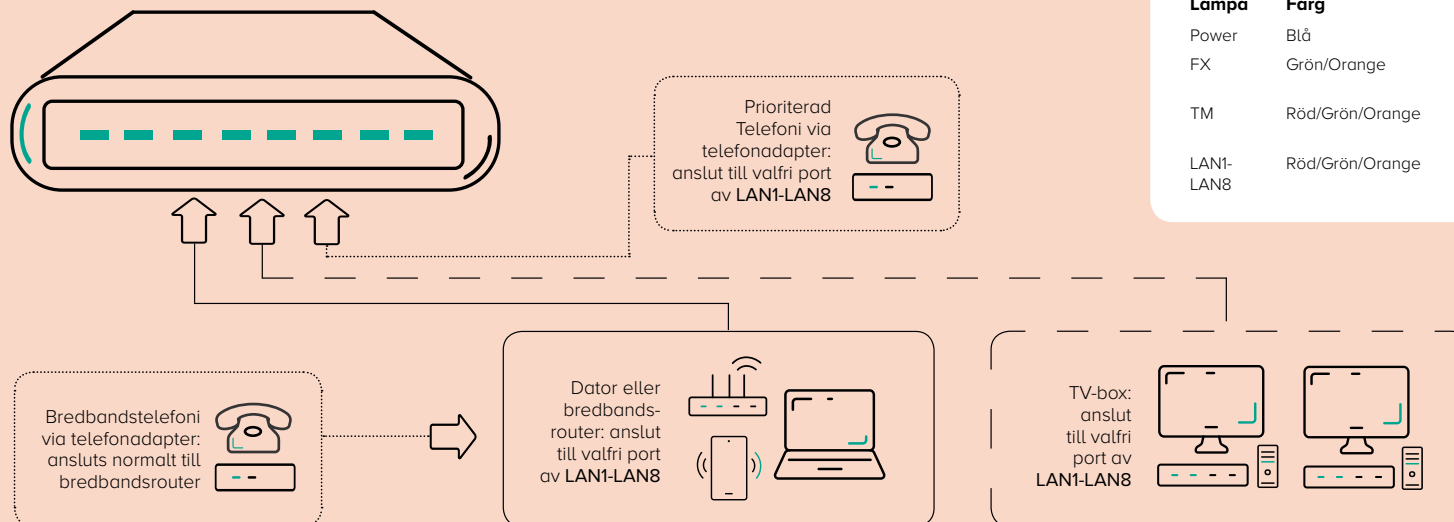 Lampa Färg
Power Blå
FX Grön/Orange
TM Röd/Grön/Orange
LAN1- Röd/Grön/Orange
LAN8
Prioriterad
Telefoni via
telefonadapter:
anslut till valfri port
av LAN1-LAN8
Bredbandstelefoni
via telefonadapter:
ansluts normalt till
bredbandsrouter
Dator eller
bredbands-
router: anslut
till valfri port
av LAN1-LAN8
TV-box:
anslut
till valfri
port av
LAN1-LAN8